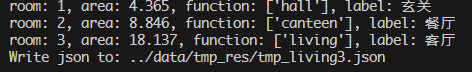 room: 1, area: 4.365, function: ['hall'], label: 玄关
room: 2, area: 8.846, function: ['canteen'], label: 餐厅
room: 3, area: 18.137, function: ['living'], label: 客厅
Write json to: ../data/tmp_res/tmp_living3.json